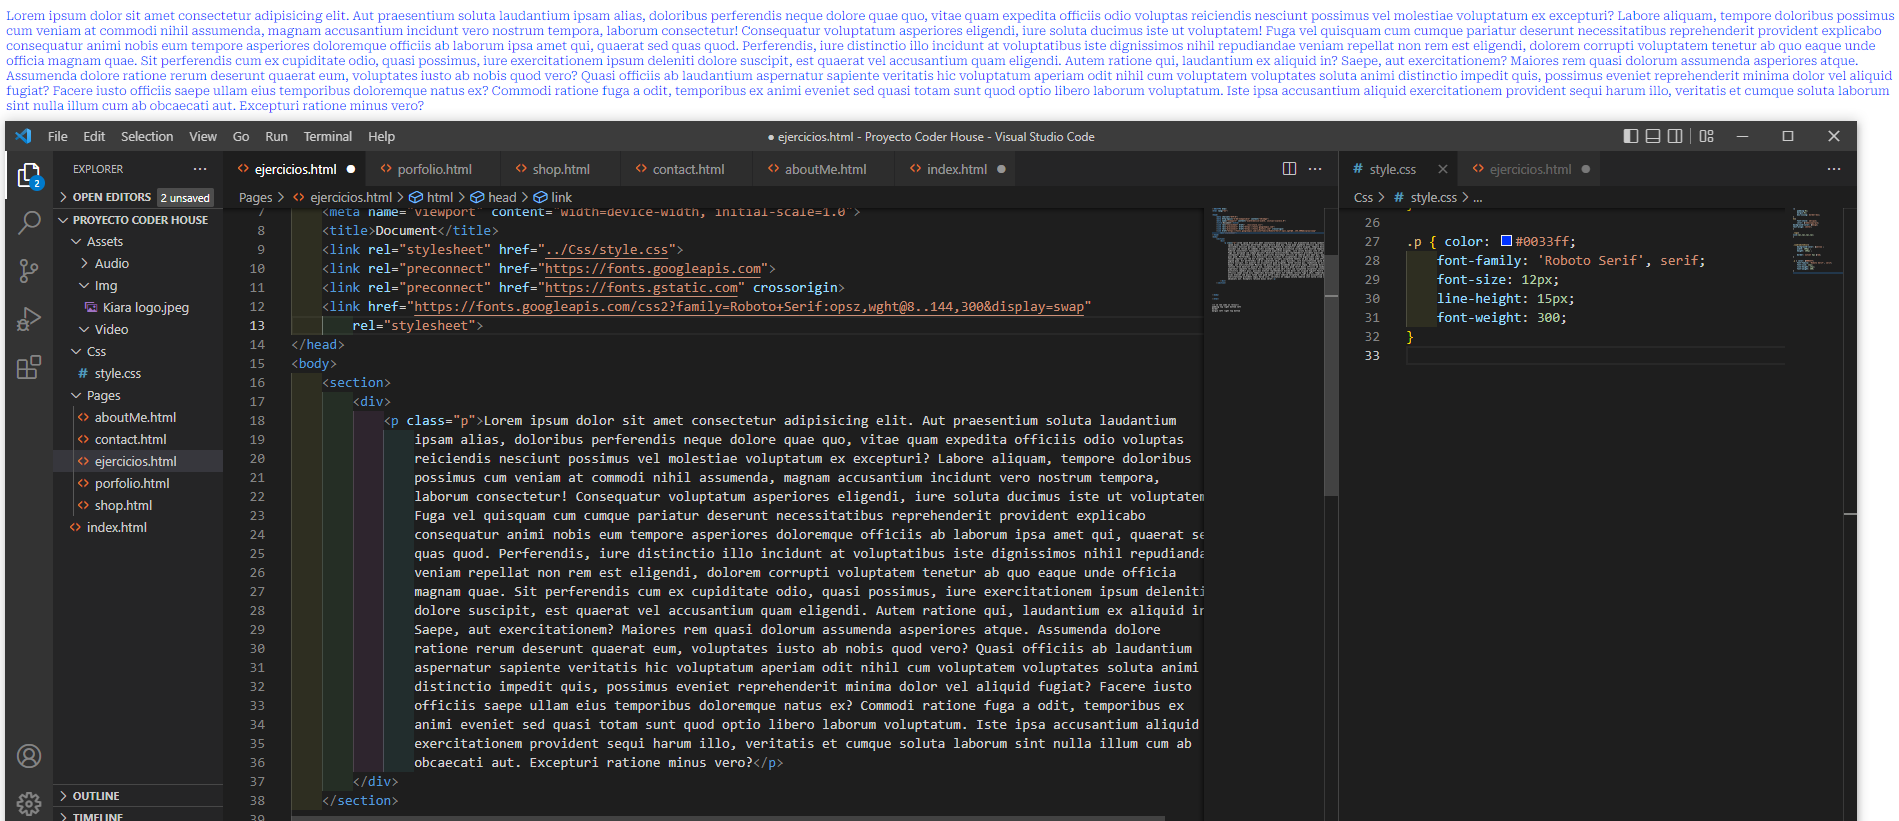 Lorem ipsum dolor sit amet consectetur adipisicing elit. Aut praesentium soluta laudantium ipsam alias, doloribus perferendis neque dolore quae quo, vitae quam expedita officiis odio voluptas reiciendis nesciunt possimus vel molestiae voluptatum ex excepturi? Labore aliquam, tempore doloribus possimus
cum veniam at commodi nihil assumenda, magnam accusantium incidunt vero nostrum tempora, laborum consectetur! Consequatur voluptatum asperiores eligendi, iure soluta ducimus iste ut voluptatem! Fuga vel quisquam cum cumque pariatur deserunt necessitatibus reprehenderit provident explicabo
consequatur animi nobis eum tempore asperiores doloremque officiis ab laborum ipsa amet qui, quaerat sed quas quod. Perferendis, iure distinctio illo incidunt at voluptatibus iste dignissimos nihil repudiandae veniam repellat non rem est eligendi, dolorem corrupti voluptatem tenetur ab quo eaque unde
officia magnam quae. Sit perferendis cum ex cupiditate odio, quasi possimus, iure exercitationem ipsum deleniti dolore suscipit, est quaerat vel accusantium quam eligendi. Autem ratione qui, laudantium ex aliquid in? Saepe, aut exercitationem? Maiores rem quasi dolorum assumenda asperiores atque.
Assumenda dolore ratione rerum deserunt quaerat eum, voluptates iusto ab nobis quod vero? Quasi officiis ab laudantium aspernatur sapiente veritatis hic voluptatum aperiam odit nihil cum voluptatem voluptates soluta animi distinctio impedit quis, possimus eveniet reprehenderit minima dolor vel aliquid
fugiat? Facere iusto officiis saepe ullam eius temporibus doloremque natus ex? Commodi ratione fuga a odit, temporibus ex animi eveniet sed quasi totam sunt quod optio libero laborum voluptatum. Iste ipsa accusantium aliquid exercitationem provident sequi harum illo, veritatis et cumque soluta laborum
sint nulla illum cum ab obcaecati aut. Excepturi ratione minus vero?
File Edit Selection View Go Run Terminal Help ● ejercicios.html - Proyecto Coder House - Visual Studio Code
2
EXPLORER ···
OPEN EDITORS 2 unsaved
PROYECTO CODER HOUSE
Assets
Audio
Img
Kiara logo.jpeg
Video
Css
# style.css
Pages
<> aboutMe.html
<> contact.html
<> ejercicios.html
<> porfolio.html
<> shop.html
<> index.html
OUTLINE
TIMELINE
<> ejercicios.html ● <> porfolio.html <> shop.html <> contact.html <> aboutMe.html <> index.html ● ···
Pages > <> ejercicios.html > html > head > link
7 <meta name="viewport" content="width=device-width, initial-scale=1.0">
8 <title>Document</title>
9 <link rel="stylesheet" href="../Css/style.css">
10 <link rel="preconnect" href="https://fonts.googleapis.com">
11 <link rel="preconnect" href="https://fonts.gstatic.com" crossorigin>
12 <link href="https://fonts.googleapis.com/css2?family=Roboto+Serif:opsz,wght@8..144,300&display=swap"
13 rel="stylesheet">
14 </head>
15 <body>
16 <section>
17 <div>
18 <p class="p">Lorem ipsum dolor sit amet consectetur adipisicing elit. Aut praesentium soluta laudantium
19 ipsam alias, doloribus perferendis neque dolore quae quo, vitae quam expedita officiis odio voluptas
20 reiciendis nesciunt possimus vel molestiae voluptatum ex excepturi? Labore aliquam, tempore doloribus
21 possimus cum veniam at commodi nihil assumenda, magnam accusantium incidunt vero nostrum tempora,
22 laborum consectetur! Consequatur voluptatum asperiores eligendi, iure soluta ducimus iste ut voluptatem
23 Fuga vel quisquam cum cumque pariatur deserunt necessitatibus reprehenderit provident explicabo
24 consequatur animi nobis eum tempore asperiores doloremque officiis ab laborum ipsa amet qui, quaerat se
25 quas quod. Perferendis, iure distinctio illo incidunt at voluptatibus iste dignissimos nihil repudianda
26 veniam repellat non rem est eligendi, dolorem corrupti voluptatem tenetur ab quo eaque unde officia
27 magnam quae. Sit perferendis cum ex cupiditate odio, quasi possimus, iure exercitationem ipsum deleniti
28 dolore suscipit, est quaerat vel accusantium quam eligendi. Autem ratione qui, laudantium ex aliquid in
29 Saepe, aut exercitationem? Maiores rem quasi dolorum assumenda asperiores atque. Assumenda dolore
30 ratione rerum deserunt quaerat eum, voluptates iusto ab nobis quod vero? Quasi officiis ab laudantium
31 aspernatur sapiente veritatis hic voluptatum aperiam odit nihil cum voluptatem voluptates soluta animi
32 distinctio impedit quis, possimus eveniet reprehenderit minima dolor vel aliquid fugiat? Facere iusto
33 officiis saepe ullam eius temporibus doloremque natus ex? Commodi ratione fuga a odit, temporibus ex
34 animi eveniet sed quasi totam sunt quod optio libero laborum voluptatum. Iste ipsa accusantium aliquid
35 exercitationem provident sequi harum illo, veritatis et cumque soluta laborum sint nulla illum cum ab
36 obcaecati aut. Excepturi ratione minus vero?</p>
37 </div>
38 </section>
39
# style.css <> ejercicios.html ● ···
Css > # style.css > ...
26
27 .p { color: #0033ff;
28 font-family: 'Roboto Serif', serif;
29 font-size: 12px;
30 line-height: 15px;
31 font-weight: 300;
32 }
33